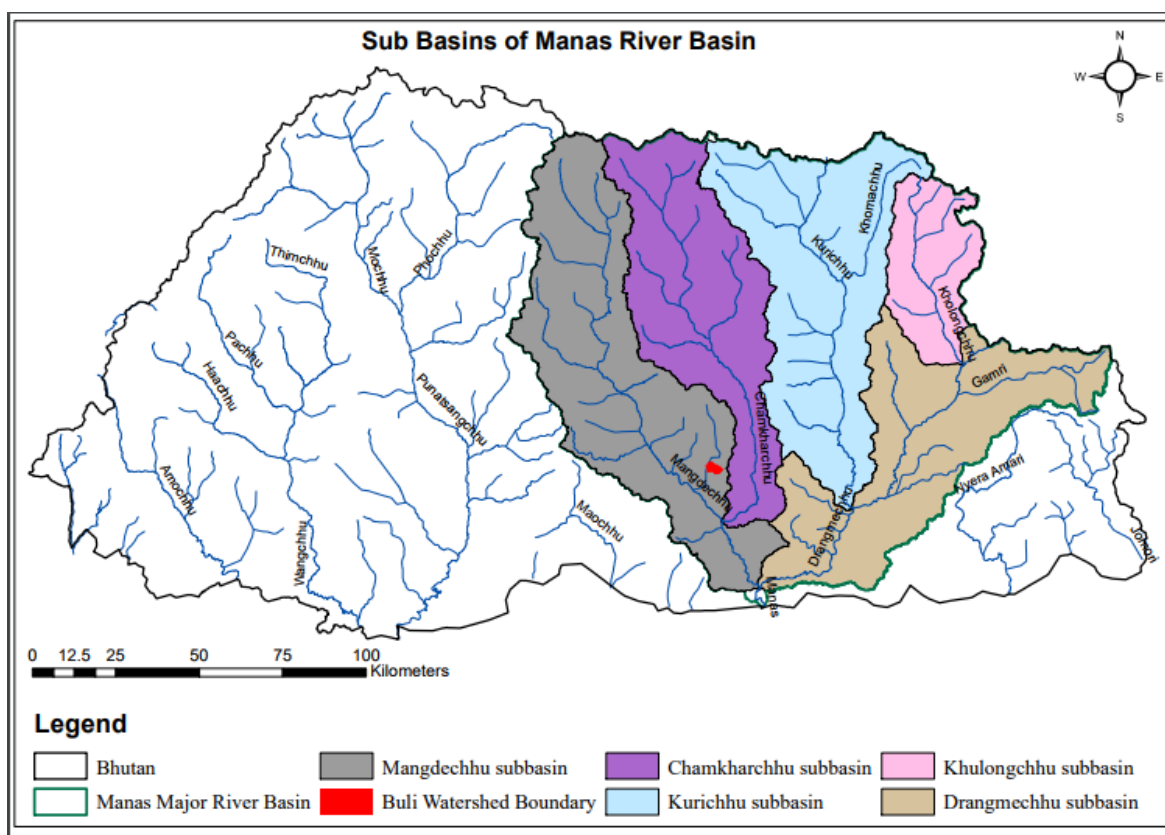 Sub Basins of Manas River Basin
N
W E
S
Thimchhu
Mochhu
Phochhu
Pachhu
Haachhu
Punatsangchhu
Amochhu
Wangchhu
Maochhu
Mangdechhu
Chamkharchhu
Kurichhu
Khomachhu
Kholongchhu
Gamri
Drangmechhu
Nyera Amari
Jomori
Manas
0 12.5 25 50 75 100
Kilometers
Legend
Bhutan
Mangdechhu subbasin
Chamkharchhu subbasin
Khulongchhu subbasin
Manas Major River Basin
Buli Watershed Boundary
Kurichhu subbasin
Drangmechhu subbasin